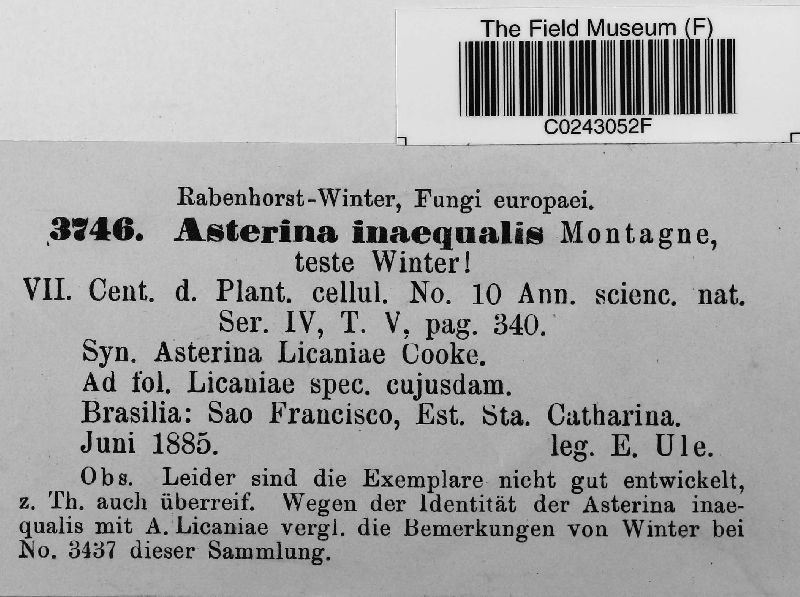 The Field Museum (F)
C0243052F
Rabenhorst-Winter, Fungi europaei.
3746. Asterina inaequalis Montagne,
teste Winter!
VII. Cent. d. Plant. cellul. No. 10 Ann. scienc. nat.
Ser. IV, T. V, pag. 340.
Syn. Asterina Licaniae Cooke.
Ad fol. Licaniae spec. cujusdam.
Brasilia: Sao Francisco, Est. Sta. Catharina.
Juni 1885. leg. E. Ule.
Obs. Leider sind die Exemplare nicht gut entwickelt,
z. Th. auch überreif. Wegen der Identität der Asterina inae-
qualis mit A. Licaniae vergl. die Bemerkungen von Winter bei
No. 3437 dieser Sammlung.